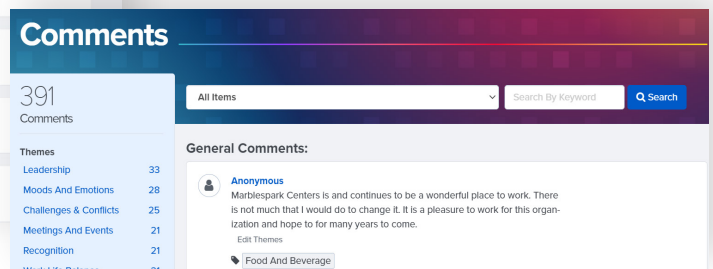 Comments
391
Comments
All Items
Search By Keyword
Search
Themes
Leadership 33
Moods And Emotions 28
Challenges & Conflicts 25
Meetings And Events 21
Recognition 21
General Comments:
Anonymous
Marblespark Centers is and continues to be a wonderful place to work. There
is not much that I would do to change it. It is a pleasure to work for this organ-
ization and hope to for many years to come.
Edit Themes
Food And Beverage